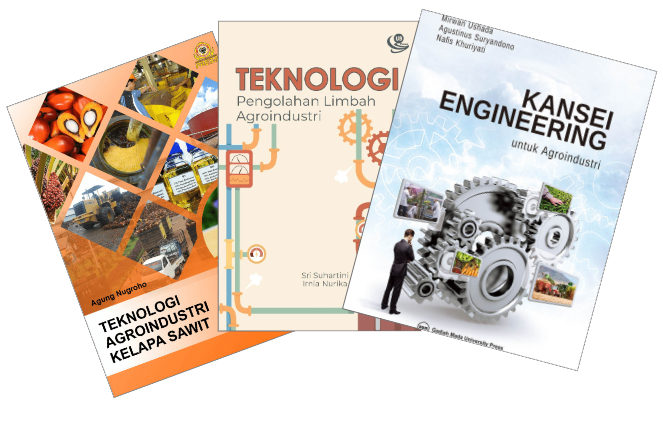 Agung Nugroho
TEKNOLOGI
AGROINDUSTRI
KELAPA SAWIT
UB
TEKNOLOGI
Pengolahan Limbah
Agroindustri
Sri Suhartini
Irnia Nurika
Mirwan Ushada
Agustinus Suryandono
Nafis Khuriyati
KANSEI
ENGINEERING
untuk Agroindustri
Gadjah Mada University Press